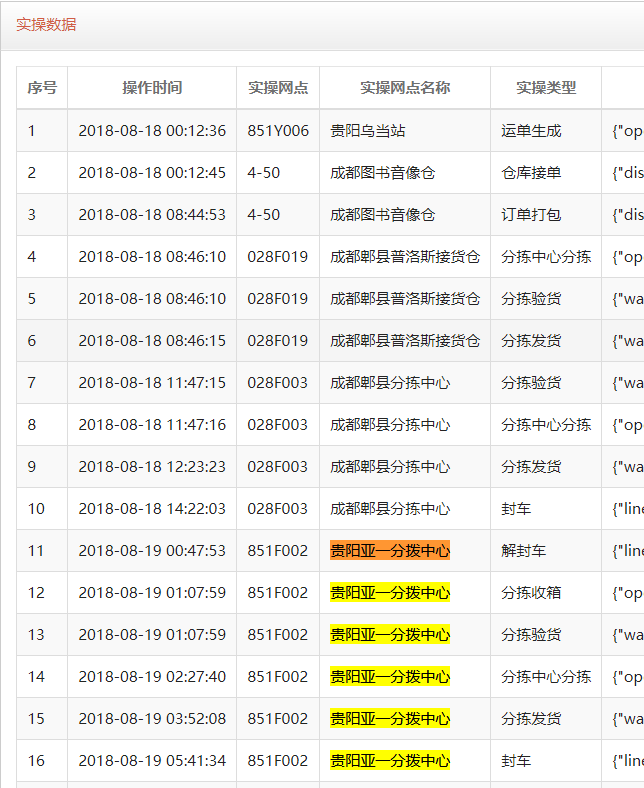 实操数据
序号 操作时间 实操网点 实操网点名称 实操类型
1 2018-08-18 00:12:36 851Y006 贵阳乌当站 运单生成 {"op
2 2018-08-18 00:12:45 4-50 成都图书音像仓 仓库接单 {"dis
3 2018-08-18 08:44:53 4-50 成都图书音像仓 订单打包 {"dis
4 2018-08-18 08:46:10 028F019 成都郫县普洛斯接货仓 分拣中心分拣 {"op
5 2018-08-18 08:46:10 028F019 成都郫县普洛斯接货仓 分拣验货 {"wa
6 2018-08-18 08:46:15 028F019 成都郫县普洛斯接货仓 分拣发货 {"wa
7 2018-08-18 11:47:15 028F003 成都郫县分拣中心 分拣验货 {"wa
8 2018-08-18 11:47:16 028F003 成都郫县分拣中心 分拣中心分拣 {"op
9 2018-08-18 12:23:23 028F003 成都郫县分拣中心 分拣发货 {"wa
10 2018-08-18 14:22:03 028F003 成都郫县分拣中心 封车 {"line
11 2018-08-19 00:47:53 851F002 贵阳亚一分拨中心 解封车 {"line
12 2018-08-19 01:07:59 851F002 贵阳亚一分拨中心 分拣收箱 {"op
13 2018-08-19 01:07:59 851F002 贵阳亚一分拨中心 分拣验货 {"wa
14 2018-08-19 02:27:40 851F002 贵阳亚一分拨中心 分拣中心分拣 {"op
15 2018-08-19 03:52:08 851F002 贵阳亚一分拨中心 分拣发货 {"wa
16 2018-08-19 05:41:34 851F002 贵阳亚一分拨中心 封车 {"line